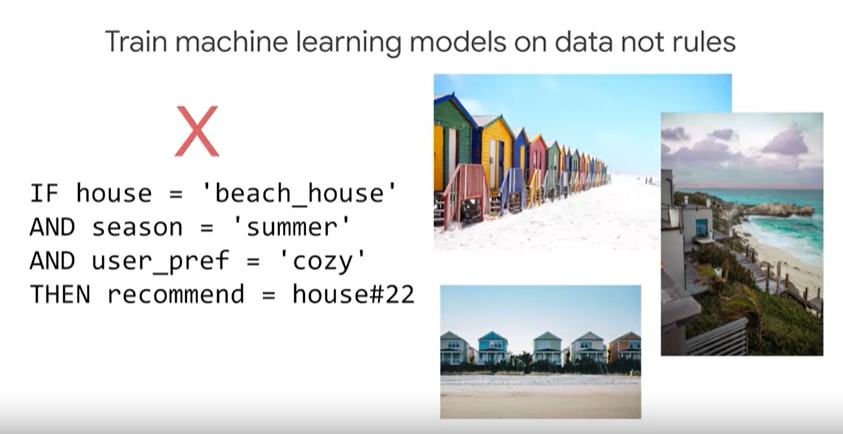 Train machine learning models on data not rules
X
IF house = 'beach_house'
AND season = 'summer'
AND user_pref = 'cozy'
THEN recommend = house#22